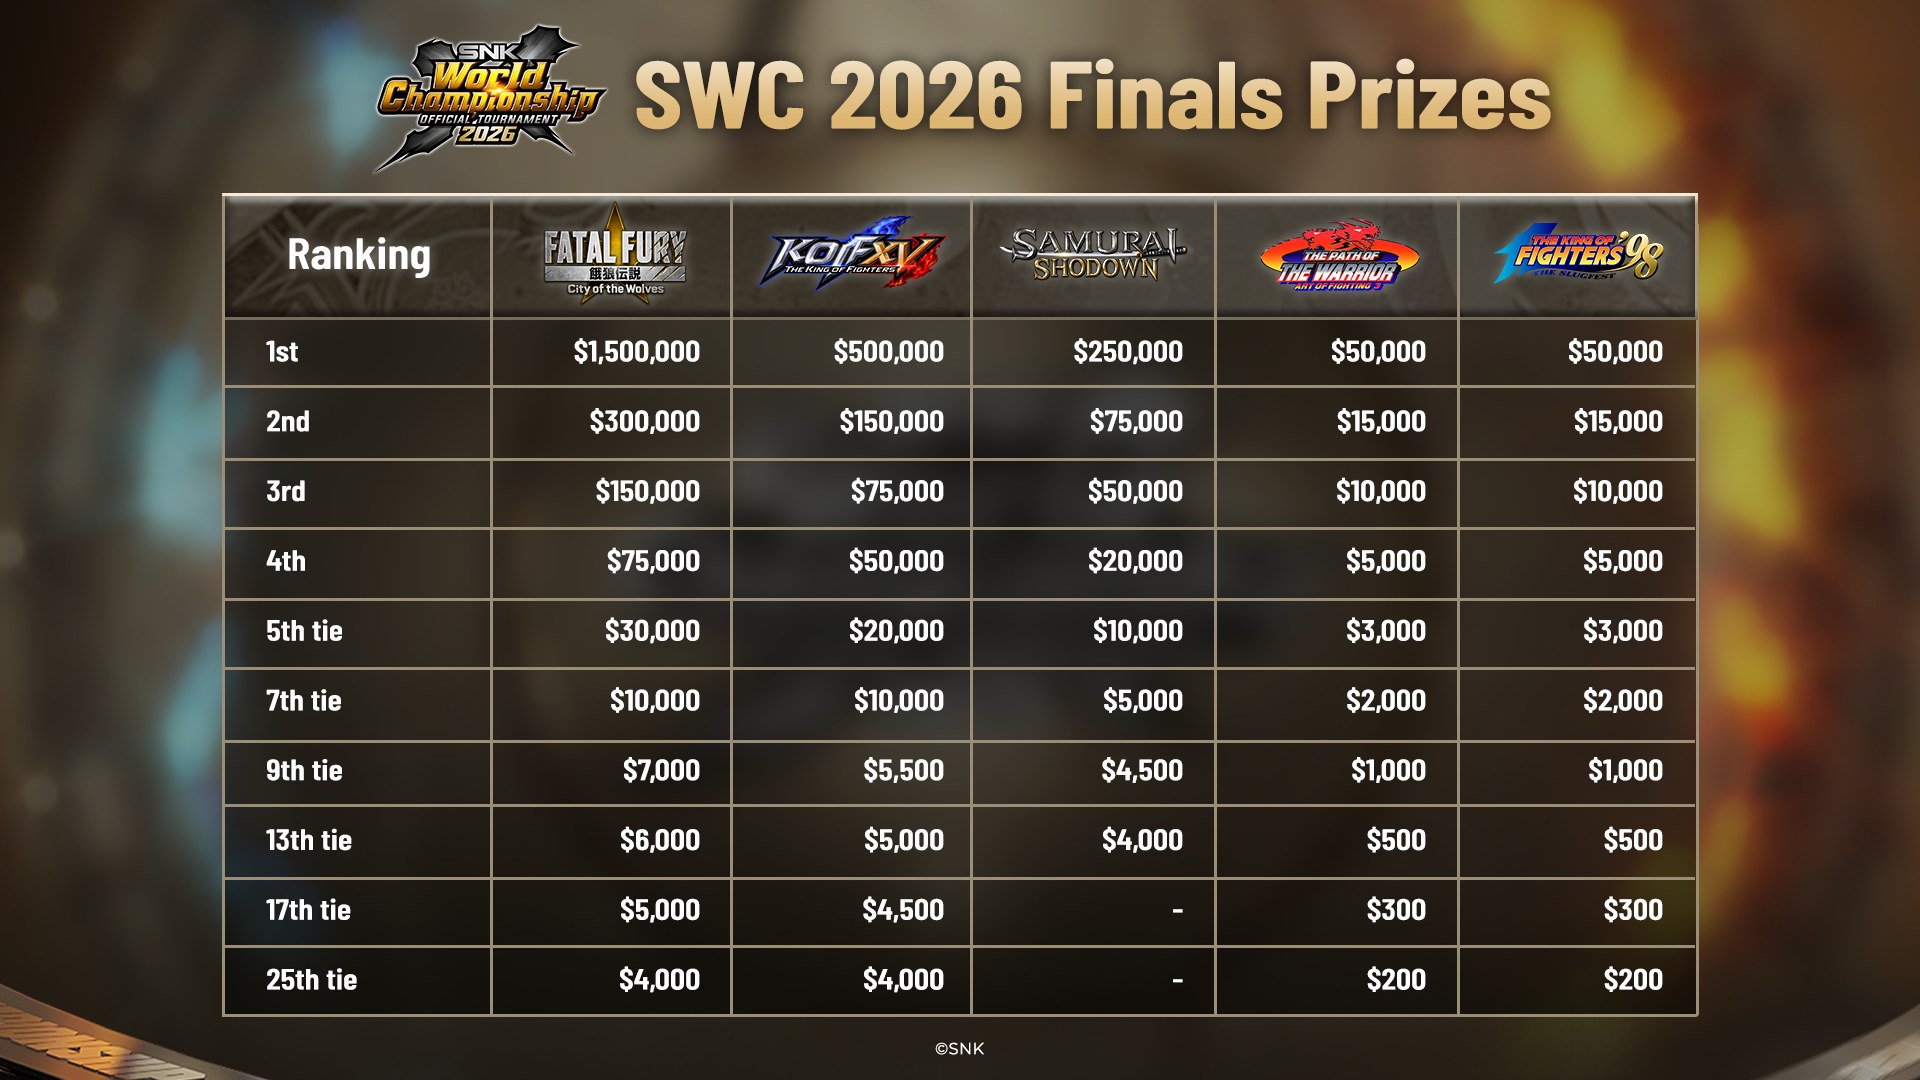 SNK
World
Championship
OFFICIAL TOURNAMENT
2026
SWC 2026 Finals Prizes
Ranking
FATAL FURY
餓狼伝説
City of the Wolves
KOFXV
THE KING OF FIGHTERS
SAMURAI
SHODOWN
THE PATH OF
THE WARRIOR
ART OF FIGHTING 3
THE KING OF
FIGHTERS '98
THE SLUGFEST
1st $1,500,000 $500,000 $250,000 $50,000 $50,000
2nd $300,000 $150,000 $75,000 $15,000 $15,000
3rd $150,000 $75,000 $50,000 $10,000 $10,000
4th $75,000 $50,000 $20,000 $5,000 $5,000
5th tie $30,000 $20,000 $10,000 $3,000 $3,000
7th tie $10,000 $10,000 $5,000 $2,000 $2,000
9th tie $7,000 $5,500 $4,500 $1,000 $1,000
13th tie $6,000 $5,000 $4,000 $500 $500
17th tie $5,000 $4,500 - $300 $300
25th tie $4,000 $4,000 - $200 $200
©SNK